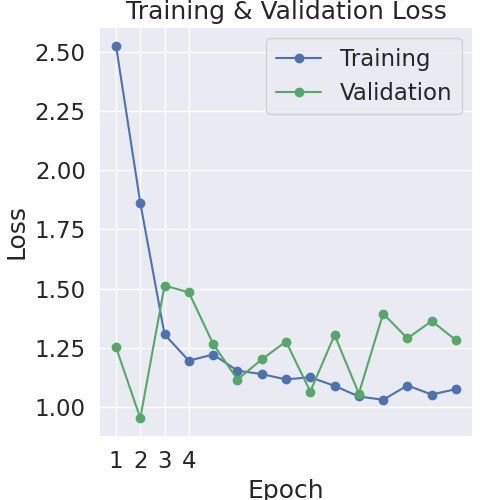 Training & Validation Loss
Training
Validation
Loss
2.50
2.25
2.00
1.75
1.50
1.25
1.00
1 2 3 4
Epoch